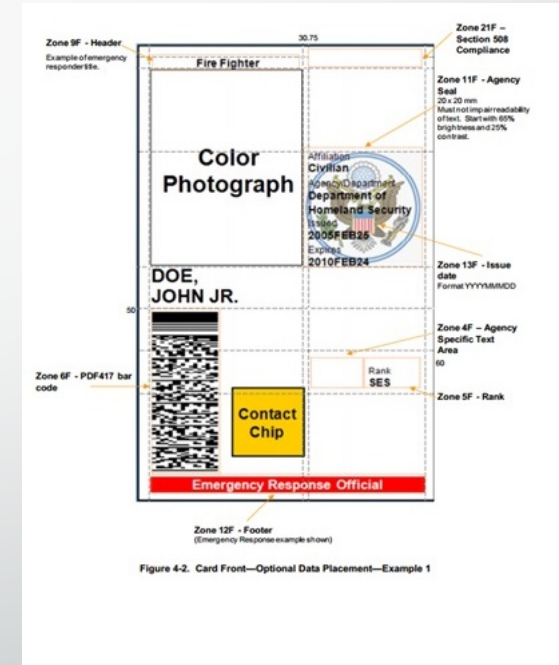 30.75
Zone 9F - Header
Example of emergency
responder title.
Fire Fighter
Zone 21F –
Section 508
Compliance
Zone 11F - Agency
Seal
20 x 20 mm
Must not impair readability
of text. Start with 65%
brightness and 25%
contrast.
Color
Photograph
Affiliation
Civilian
Agency/Department
Department of
Homeland Security
Issued
2005FEB25
Expires
2010FEB24
Zone 13F - Issue
date
Format YYYYMMMDD
DOE,
JOHN JR.
50
Zone 4F – Agency
Specific Text
Area
60
Zone 6F - PDF417 bar
code
Rank
SES
Zone 5F - Rank
Contact
Chip
Emergency Response Official
Zone 12F - Footer
(Emergency Response example shown)
Figure 4-2. Card Front—Optional Data Placement—Example 1